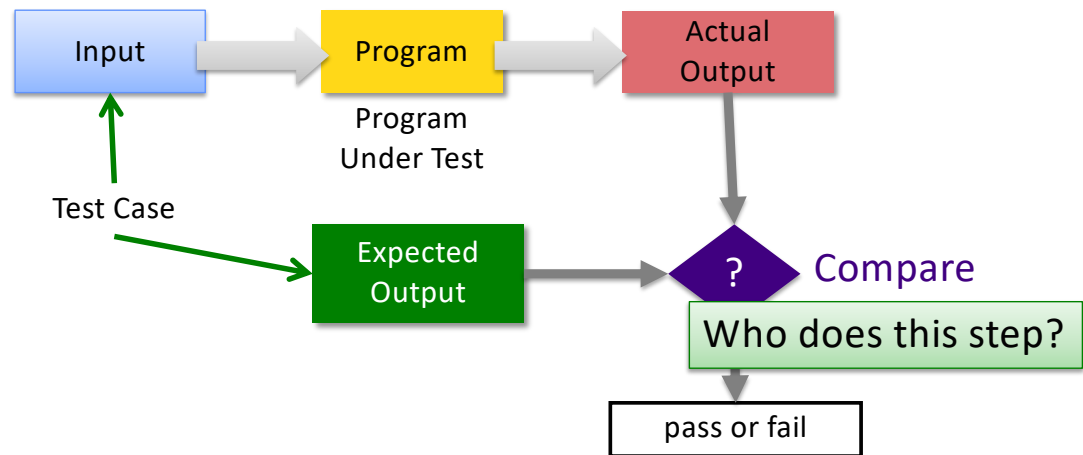 Input
Program
Actual
Output
Program
Under Test
Test Case
Expected
Output
?
Compare
Who does this step?
pass or fail